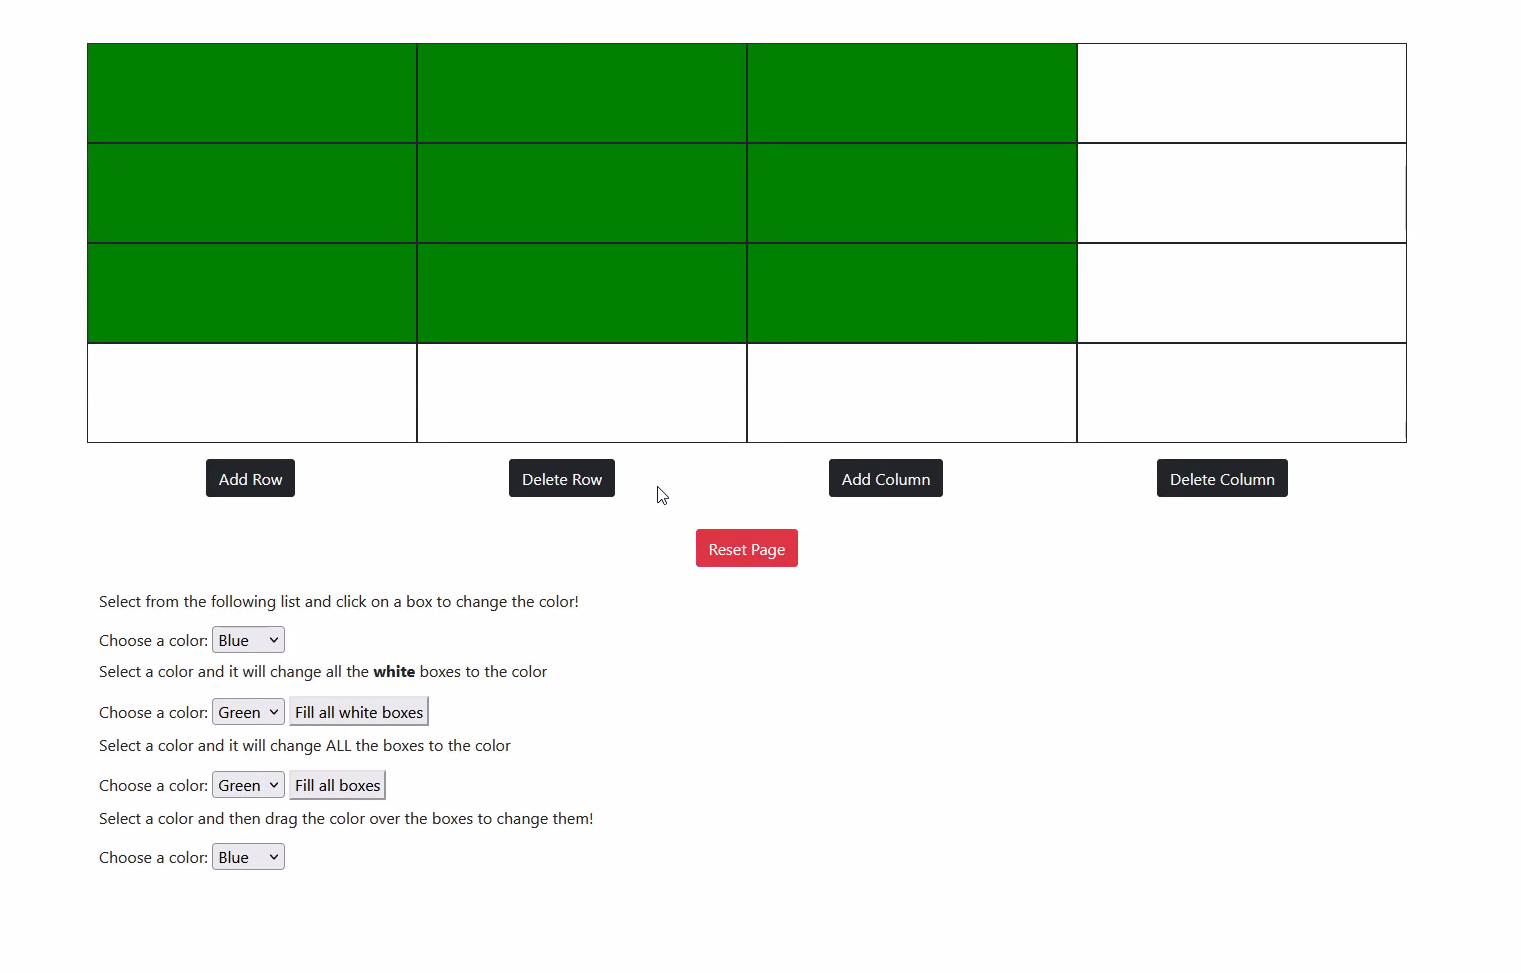 Add Row Delete Row Add Column Delete Column
Reset Page
Select from the following list and click on a box to change the color!
Choose a color: Blue
Select a color and it will change all the white boxes to the color
Choose a color: Green Fill all white boxes
Select a color and it will change ALL the boxes to the color
Choose a color: Green Fill all boxes
Select a color and then drag the color over the boxes to change them!
Choose a color: Blue